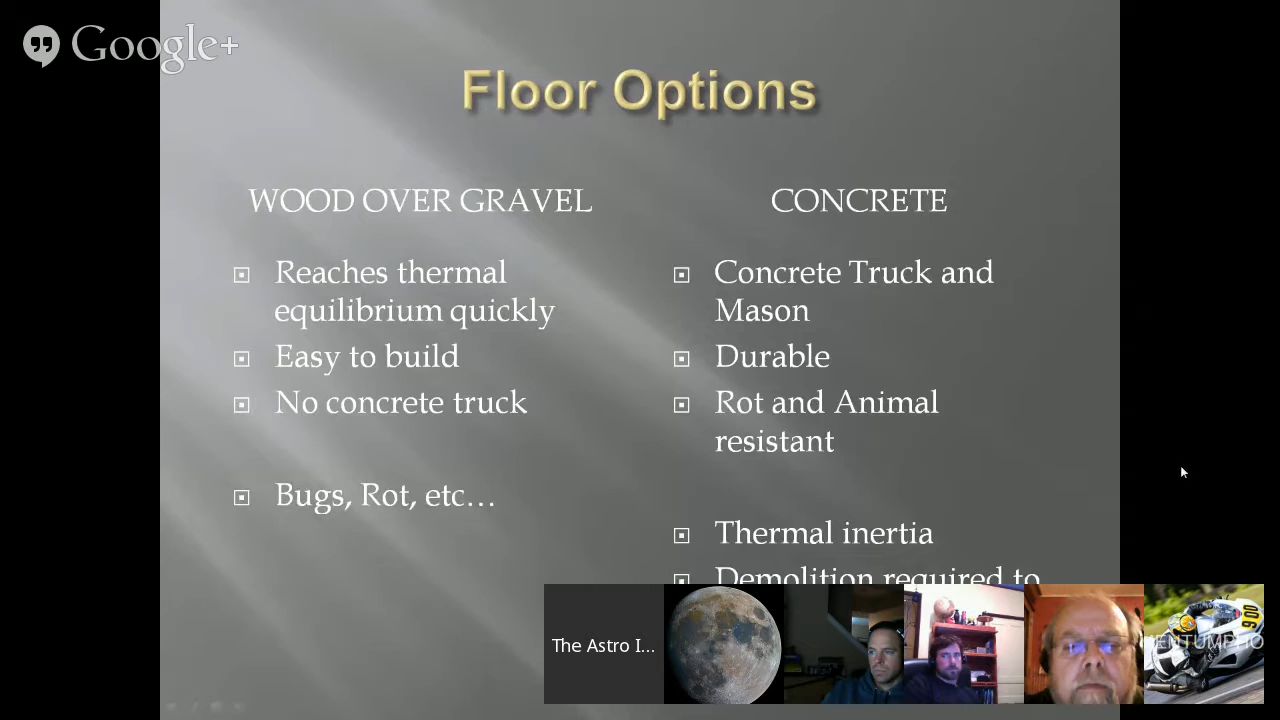 Google+
Floor Options
WOOD OVER GRAVEL
Reaches thermal
equilibrium quickly
Easy to build
No concrete truck
Bugs, Rot, etc…
CONCRETE
Concrete Truck and
Mason
Durable
Rot and Animal
resistant
Thermal inertia
Demolition required to
The Astro I...
900